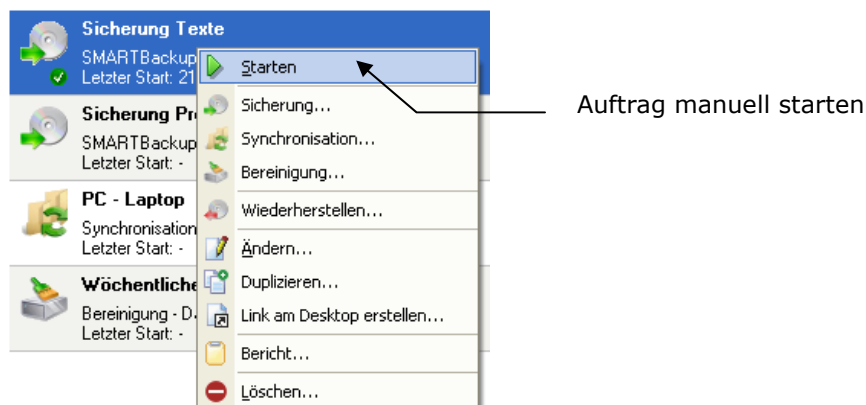 Sicherung Texte
SMARTBackup
Letzter Start: 21
Sicherung
SMARTBackup
Letzter Start: -
PC - Laptop
Synchronisation
Letzter Start: -
Wöchentliche
Bereinigung - D
Letzter Start: -
Starten
Sicherung...
Synchronisation...
Bereinigung...
Wiederherstellen...
Ändern...
Duplizieren...
Link am Desktop erstellen...
Bericht...
Löschen...
Auftrag manuell starten